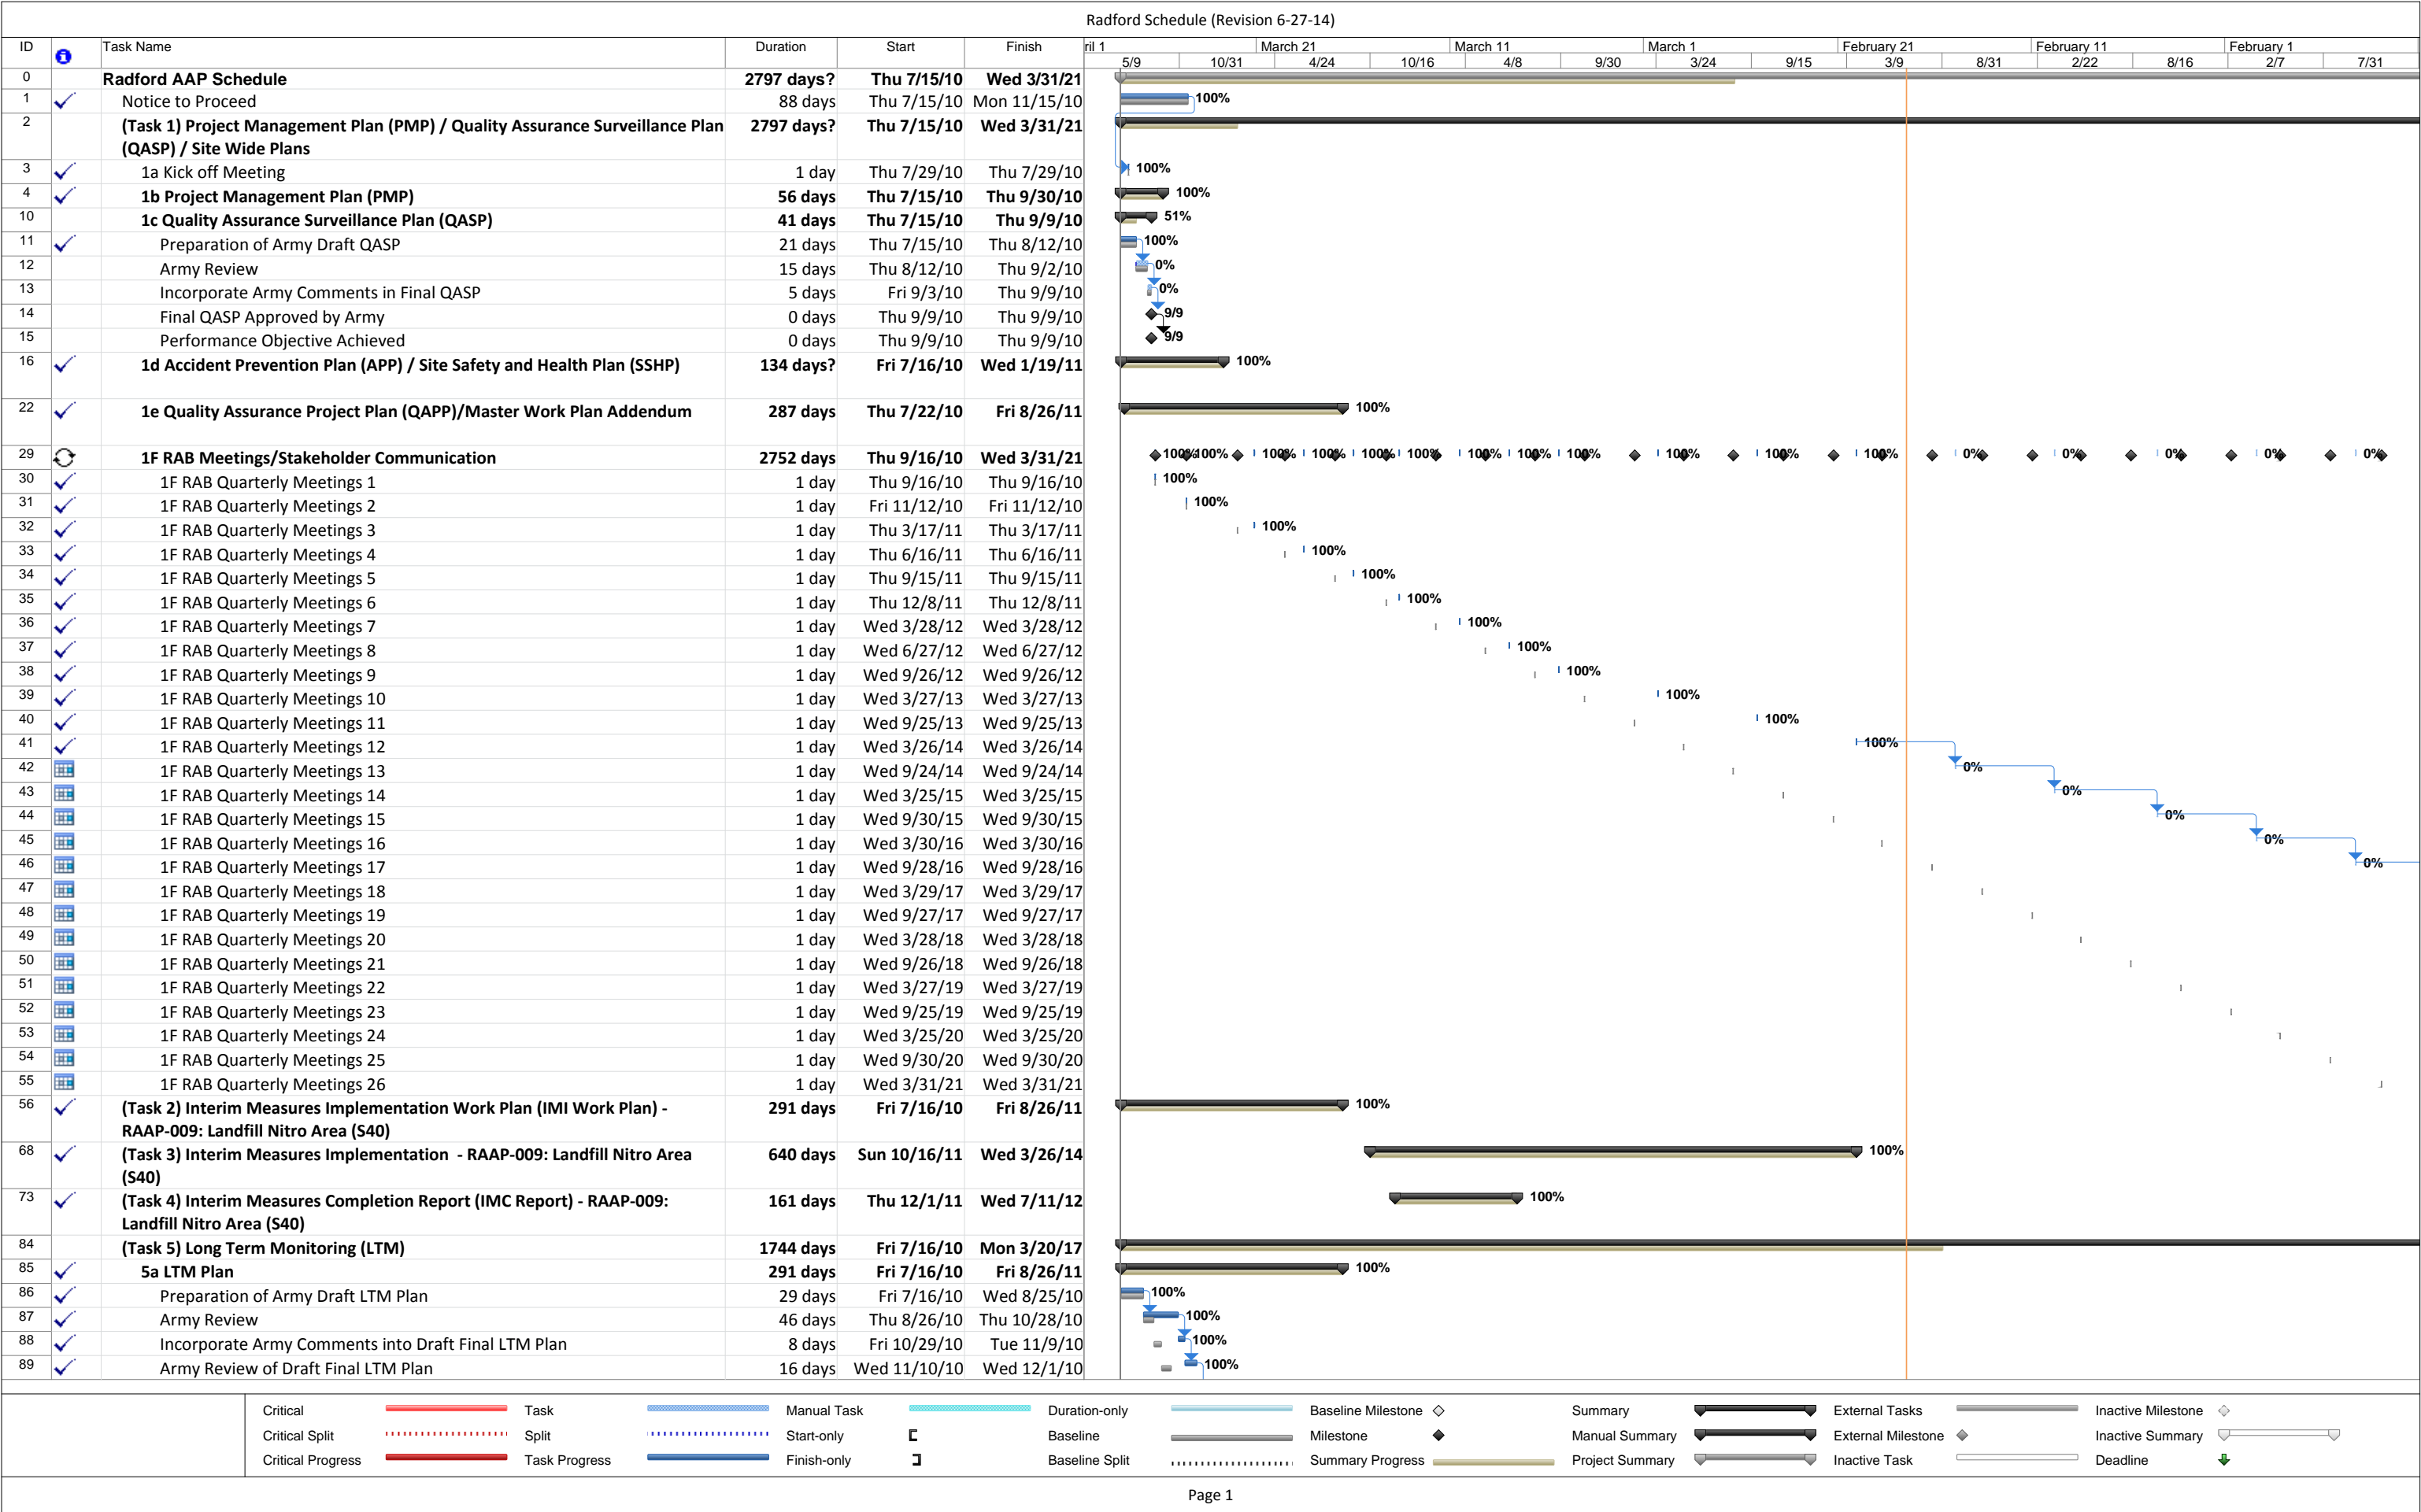 Radford Schedule (Revision 6-27-14)
ID Task Name Duration Start Finish ril 1 March 21 March 11 March 1 February 21 February 11 February 1
5/9 10/31 4/24 10/16 4/8 9/30 3/24 9/15 3/9 8/31 2/22 8/16 2/7 7/31
0 Radford AAP Schedule 2797 days? Thu 7/15/10 Wed 3/31/21
1 Notice to Proceed 88 days Thu 7/15/10 Mon 11/15/10 100%
2 (Task 1) Project Management Plan (PMP) / Quality Assurance Surveillance Plan 2797 days? Thu 7/15/10 Wed 3/31/21
(QASP) / Site Wide Plans
3 1a Kick off Meeting 1 day Thu 7/29/10 Thu 7/29/10 100%
4 1b Project Management Plan (PMP) 56 days Thu 7/15/10 Thu 9/30/10 100%
10 1c Quality Assurance Surveillance Plan (QASP) 41 days Thu 7/15/10 Thu 9/9/10 51%
11 Preparation of Army Draft QASP 21 days Thu 7/15/10 Thu 8/12/10 100%
12 Army Review 15 days Thu 8/12/10 Thu 9/2/10 0%
13 Incorporate Army Comments in Final QASP 5 days Fri 9/3/10 Thu 9/9/10 0%
14 Final QASP Approved by Army 0 days Thu 9/9/10 Thu 9/9/10 9/9
15 Performance Objective Achieved 0 days Thu 9/9/10 Thu 9/9/10 9/9
16 1d Accident Prevention Plan (APP) / Site Safety and Health Plan (SSHP) 134 days? Fri 7/16/10 Wed 1/19/11 100%
22 1e Quality Assurance Project Plan (QAPP)/Master Work Plan Addendum 287 days Thu 7/22/10 Fri 8/26/11 100%
29 1F RAB Meetings/Stakeholder Communication 2752 days Thu 9/16/10 Wed 3/31/21 100% 100% 100% 100% 100% 100% 100% 100% 100% 100% 100% 100% 0% 0% 0% 0% 0%
30 1F RAB Quarterly Meetings 1 1 day Thu 9/16/10 Thu 9/16/10 100%
31 1F RAB Quarterly Meetings 2 1 day Fri 11/12/10 Fri 11/12/10 100%
32 1F RAB Quarterly Meetings 3 1 day Thu 3/17/11 Thu 3/17/11 100%
33 1F RAB Quarterly Meetings 4 1 day Thu 6/16/11 Thu 6/16/11 100%
34 1F RAB Quarterly Meetings 5 1 day Thu 9/15/11 Thu 9/15/11 100%
35 1F RAB Quarterly Meetings 6 1 day Thu 12/8/11 Thu 12/8/11 100%
36 1F RAB Quarterly Meetings 7 1 day Wed 3/28/12 Wed 3/28/12 100%
37 1F RAB Quarterly Meetings 8 1 day Wed 6/27/12 Wed 6/27/12 100%
38 1F RAB Quarterly Meetings 9 1 day Wed 9/26/12 Wed 9/26/12 100%
39 1F RAB Quarterly Meetings 10 1 day Wed 3/27/13 Wed 3/27/13 100%
40 1F RAB Quarterly Meetings 11 1 day Wed 9/25/13 Wed 9/25/13 100%
41 1F RAB Quarterly Meetings 12 1 day Wed 3/26/14 Wed 3/26/14 100%
42 1F RAB Quarterly Meetings 13 1 day Wed 9/24/14 Wed 9/24/14 0%
43 1F RAB Quarterly Meetings 14 1 day Wed 3/25/15 Wed 3/25/15 0%
44 1F RAB Quarterly Meetings 15 1 day Wed 9/30/15 Wed 9/30/15 0%
45 1F RAB Quarterly Meetings 16 1 day Wed 3/30/16 Wed 3/30/16 0%
46 1F RAB Quarterly Meetings 17 1 day Wed 9/28/16 Wed 9/28/16 0%
47 1F RAB Quarterly Meetings 18 1 day Wed 3/29/17 Wed 3/29/17
48 1F RAB Quarterly Meetings 19 1 day Wed 9/27/17 Wed 9/27/17
49 1F RAB Quarterly Meetings 20 1 day Wed 3/28/18 Wed 3/28/18
50 1F RAB Quarterly Meetings 21 1 day Wed 9/26/18 Wed 9/26/18
51 1F RAB Quarterly Meetings 22 1 day Wed 3/27/19 Wed 3/27/19
52 1F RAB Quarterly Meetings 23 1 day Wed 9/25/19 Wed 9/25/19
53 1F RAB Quarterly Meetings 24 1 day Wed 3/25/20 Wed 3/25/20
54 1F RAB Quarterly Meetings 25 1 day Wed 9/30/20 Wed 9/30/20
55 1F RAB Quarterly Meetings 26 1 day Wed 3/31/21 Wed 3/31/21
56 (Task 2) Interim Measures Implementation Work Plan (IMI Work Plan) - 291 days Fri 7/16/10 Fri 8/26/11 100%
RAAP-009: Landfill Nitro Area (S40)
68 (Task 3) Interim Measures Implementation - RAAP-009: Landfill Nitro Area 640 days Sun 10/16/11 Wed 3/26/14 100%
(S40)
73 (Task 4) Interim Measures Completion Report (IMC Report) - RAAP-009: 161 days Thu 12/1/11 Wed 7/11/12 100%
Landfill Nitro Area (S40)
84 (Task 5) Long Term Monitoring (LTM) 1744 days Fri 7/16/10 Mon 3/20/17
85 5a LTM Plan 291 days Fri 7/16/10 Fri 8/26/11 100%
86 Preparation of Army Draft LTM Plan 29 days Fri 7/16/10 Wed 8/25/10 100%
87 Army Review 46 days Thu 8/26/10 Thu 10/28/10 100%
88 Incorporate Army Comments into Draft Final LTM Plan 8 days Fri 10/29/10 Tue 11/9/10 100%
89 Army Review of Draft Final LTM Plan 16 days Wed 11/10/10 Wed 12/1/10 100%
Critical Task Manual Task Duration-only Baseline Milestone Summary External Tasks Inactive Milestone
Critical Split Split Start-only Baseline Milestone Manual Summary External Milestone Inactive Summary
Critical Progress Task Progress Finish-only Baseline Split Summary Progress Project Summary Inactive Task Deadline
Page 1